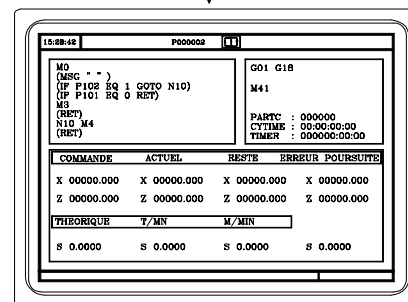 15:28:42 P000002
M0
(MSG " " )
(IF P102 EQ 1 GOTO N10)
(IF P101 EQ 0 RET)
M3
(RET)
N10 M4
(RET)
G01 G18
M41
PARTC : 000000
CYTIME : 00:00:00:00
TIMER : 000000:00:00
COMMANDE ACTUEL RESTE ERREUR POURSUITE
X 00000.000 X 00000.000 X 00000.000 X 00000.000
Z 00000.000 Z 00000.000 Z 00000.000 Z 00000.000
THEORIQUE T/MN M/MIN
S 0.0000 S 0.0000 S 0.0000 S 0.0000